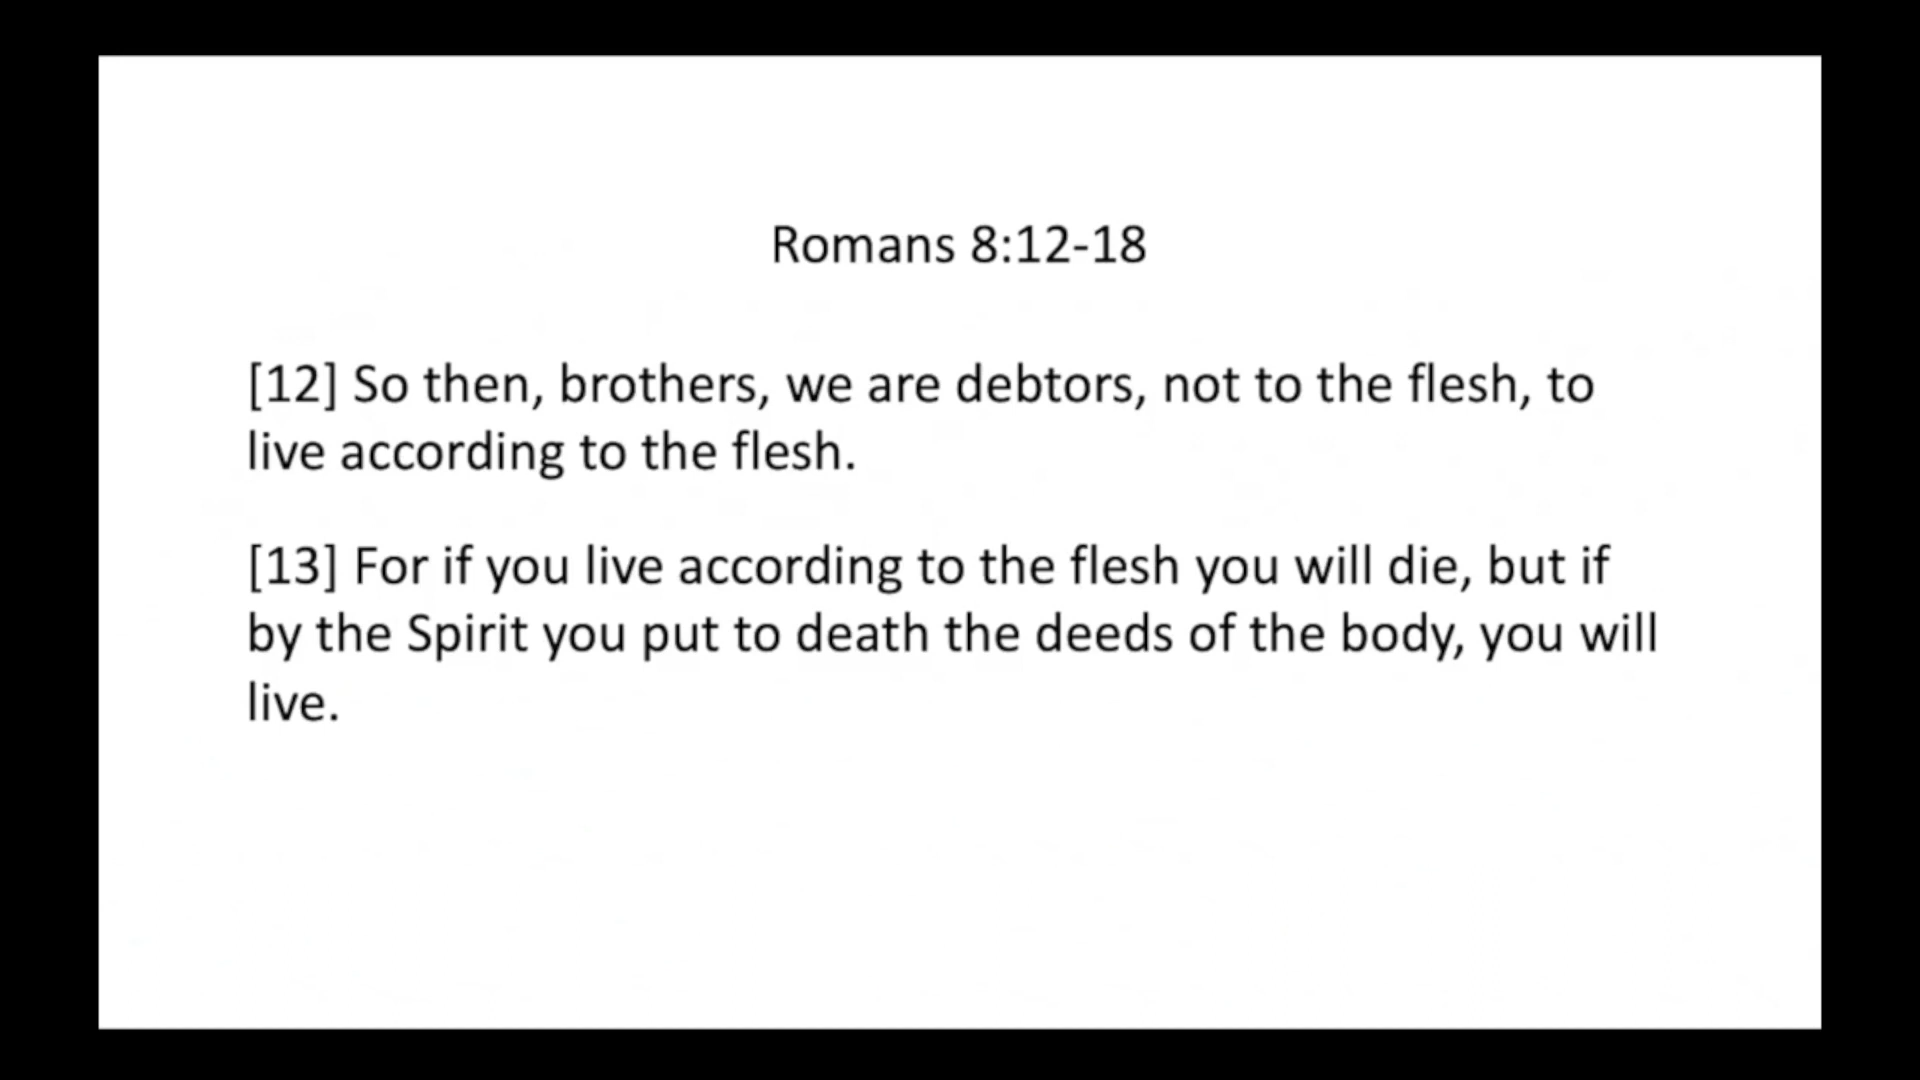 Romans 8:12-18
[12] So then, brothers, we are debtors, not to the flesh, to
live according to the flesh.
[13] For if you live according to the flesh you will die, but if
by the Spirit you put to death the deeds of the body, you will
live.